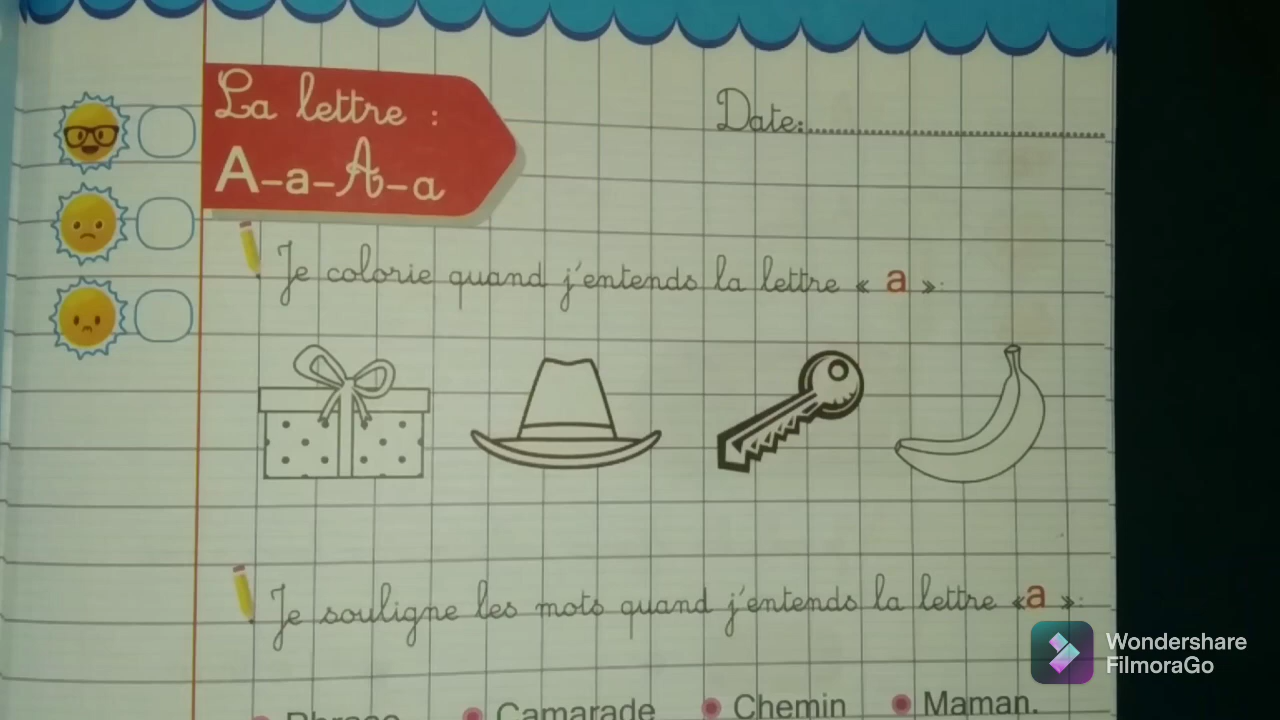 La lettre :
A-a-A-a
Date:
Je colorie quand j'entends la lettre « a »:
Je souligne les mots quand j'entends la lettre «a »:
Camarade Chemin Maman.
Wondershare
FilmoraGo